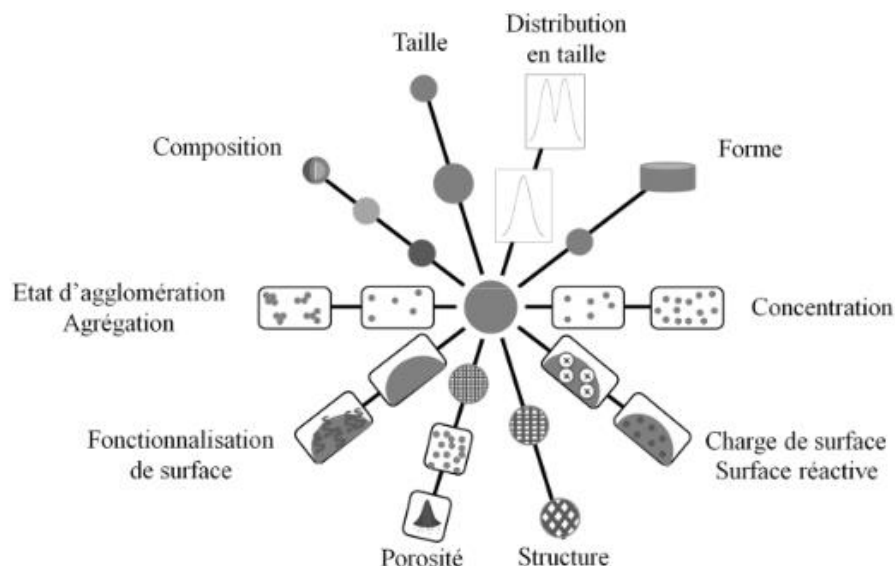 Taille
Distribution
en taille
Composition
Forme
Etat d’agglomération
Agrégation
Concentration
Fonctionnalisation
de surface
Charge de surface
Surface réactive
Porosité
Structure